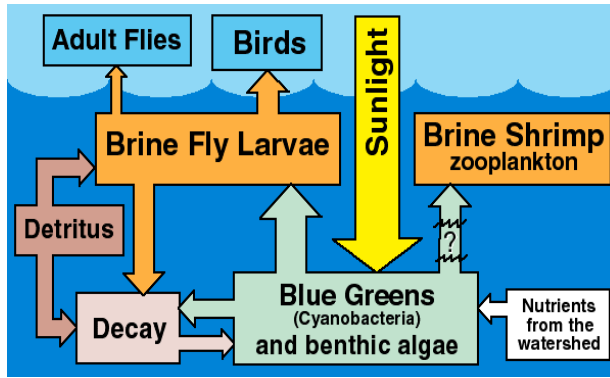 Adult Flies
Birds
Sunlight
Brine Fly Larvae
Brine Shrimp
zooplankton
Detritus
?
Blue Greens
(Cyanobacteria)
and benthic algae
Decay
Nutrients
from the
watershed